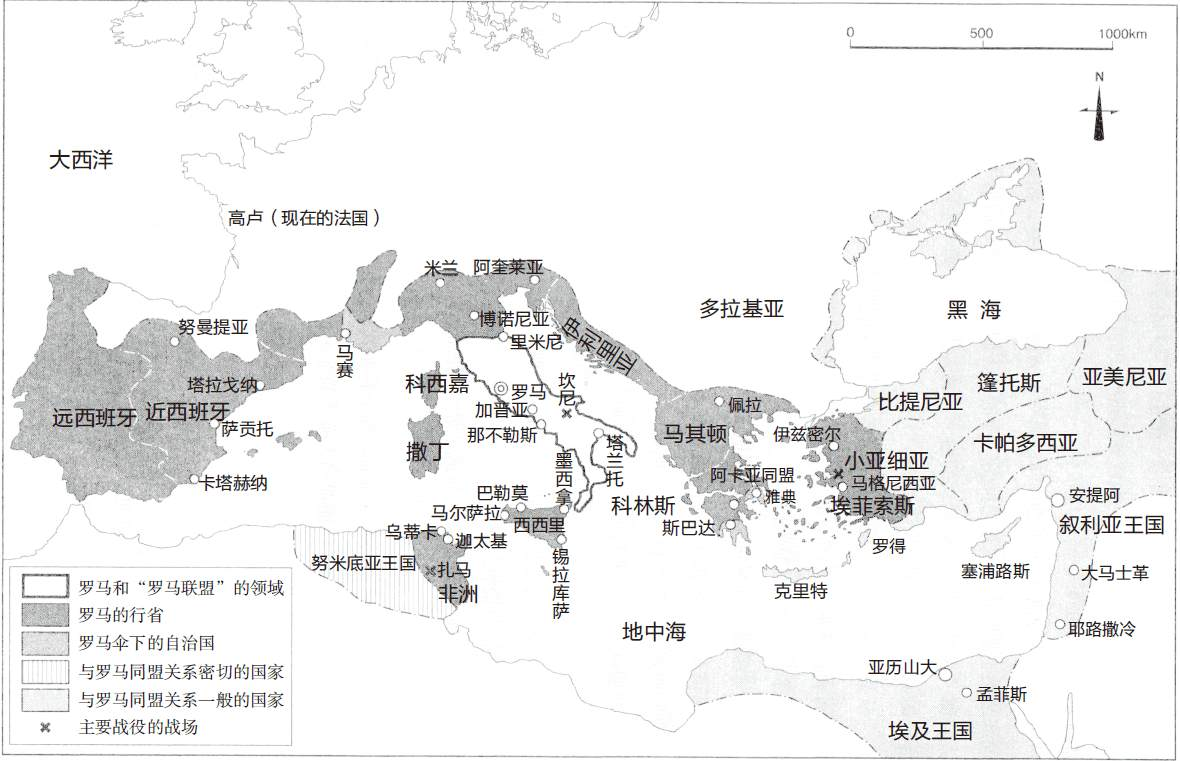 0 500 1000km
N
大西洋
高卢（现在的法国）
米兰
阿奎莱亚
多拉基亚
黑海
努曼提亚
博诺尼亚
里米尼
伊利里亚
马赛
塔拉戈纳
科西嘉
罗马
坎尼
远西班牙
近西班牙
萨贡托
加普亚
那不勒斯
撒丁
塔兰托
墨西拿
卡塔赫纳
巴勒莫
马尔萨拉
西西里
乌蒂卡
迦太基
锡拉库萨
努米底亚王国
扎马
非洲
佩拉
马其顿
伊兹密尔
比提尼亚
篷托斯
亚美尼亚
卡帕多西亚
小亚细亚
马格尼西亚
阿卡亚同盟
雅典
科林斯
埃菲索斯
斯巴达
罗得
安提阿
叙利亚王国
塞浦路斯
大马士革
克里特
耶路撒冷
地中海
亚历山大
孟菲斯
埃及王国
罗马和“罗马联盟”的领域
罗马的行省
罗马伞下的自治国
与罗马同盟关系密切的国家
与罗马同盟关系一般的国家
主要战役的战场